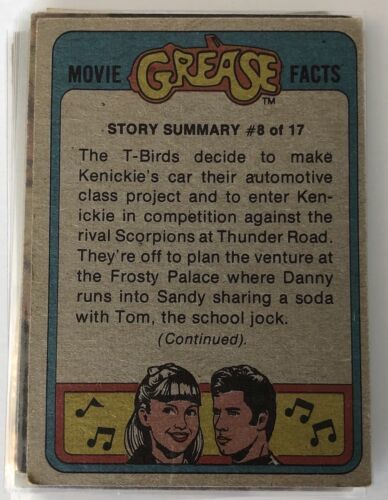 MOVIE GREASE FACTS
TM
STORY SUMMARY #8 of 17
The T-Birds decide to make
Kenickie's car their automotive
class project and to enter Ken-
ickie in competition against the
rival Scorpions at Thunder Road.
They're off to plan the venture at
the Frosty Palace where Danny
runs into Sandy sharing a soda
with Tom, the school jock.
(Continued).